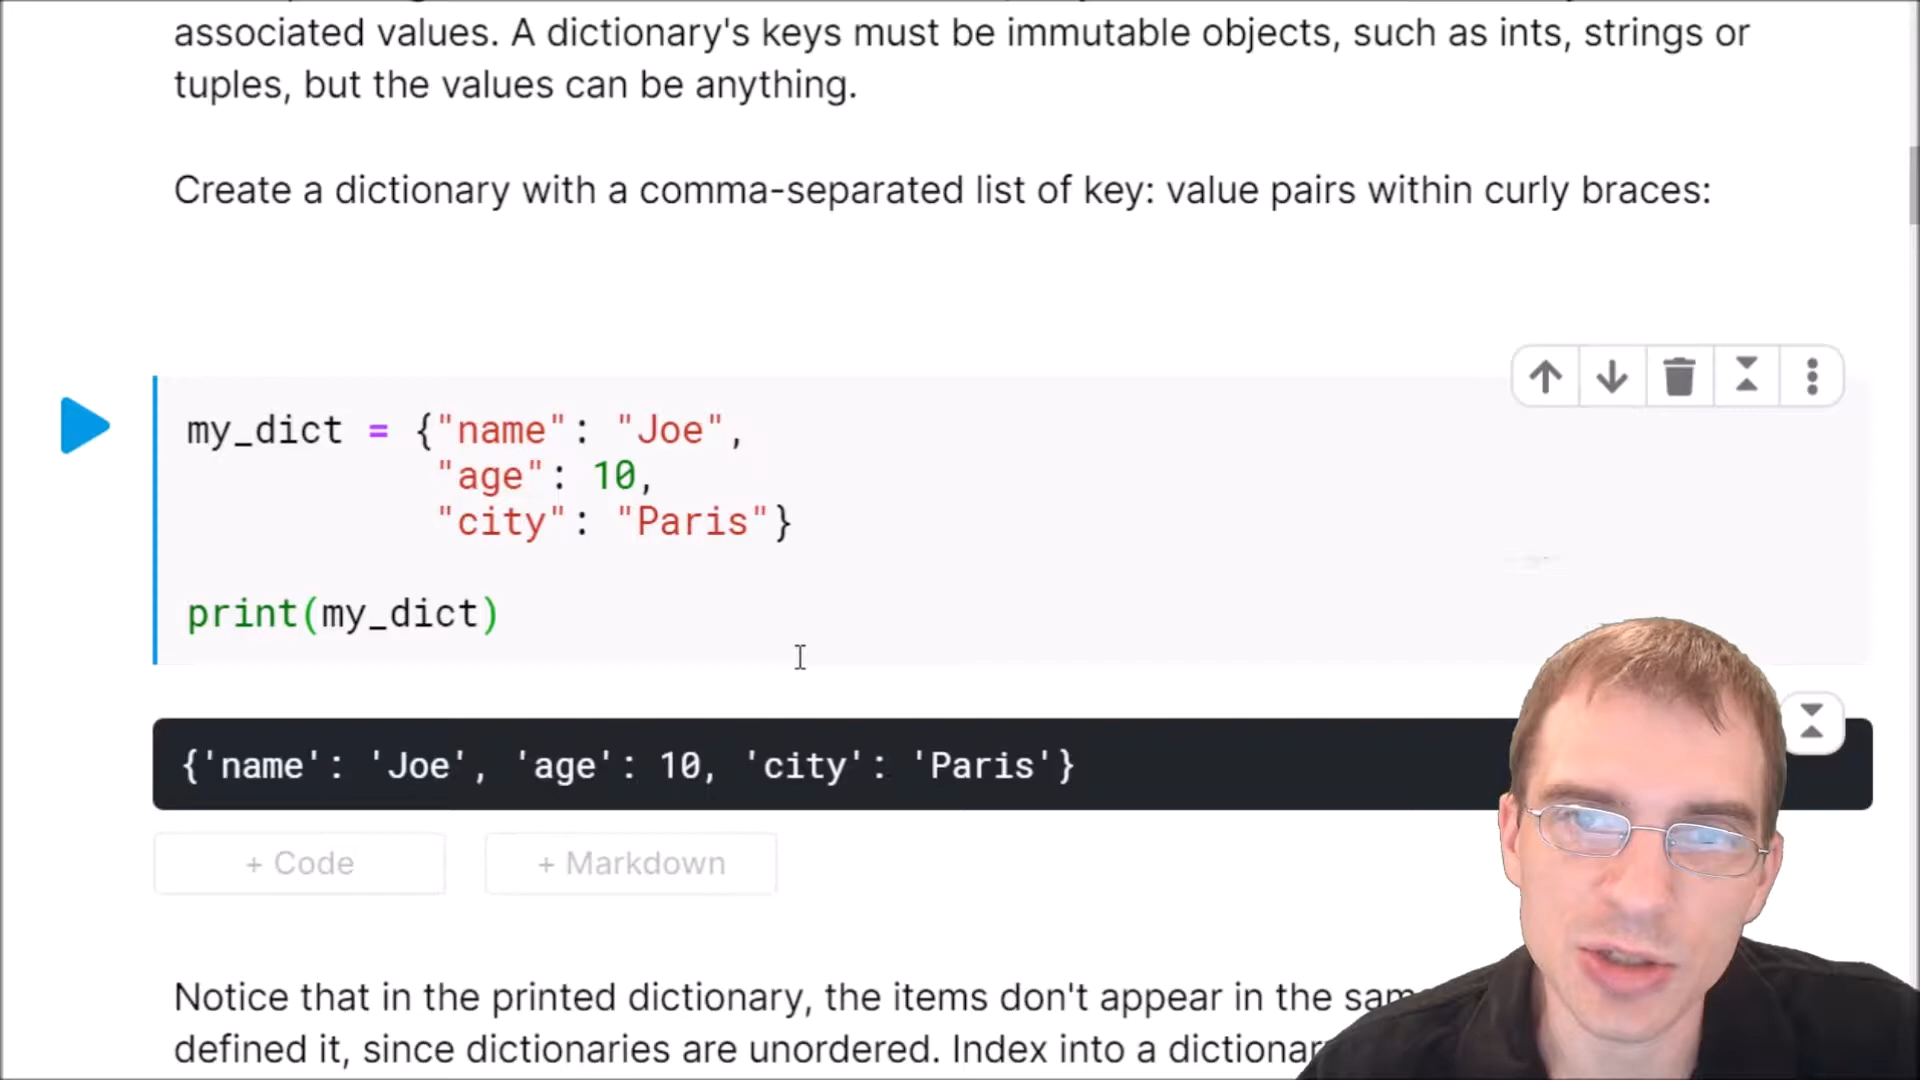 associated values. A dictionary's keys must be immutable objects, such as ints, strings or
tuples, but the values can be anything.
Create a dictionary with a comma-separated list of key: value pairs within curly braces:
my_dict = {"name": "Joe",
"age": 10,
"city": "Paris"}
print(my_dict)
{'name': 'Joe', 'age': 10, 'city': 'Paris'}
+ Code
+ Markdown
Notice that in the printed dictionary, the items don't appear in the
defined it, since dictionaries are unordered. Index into a